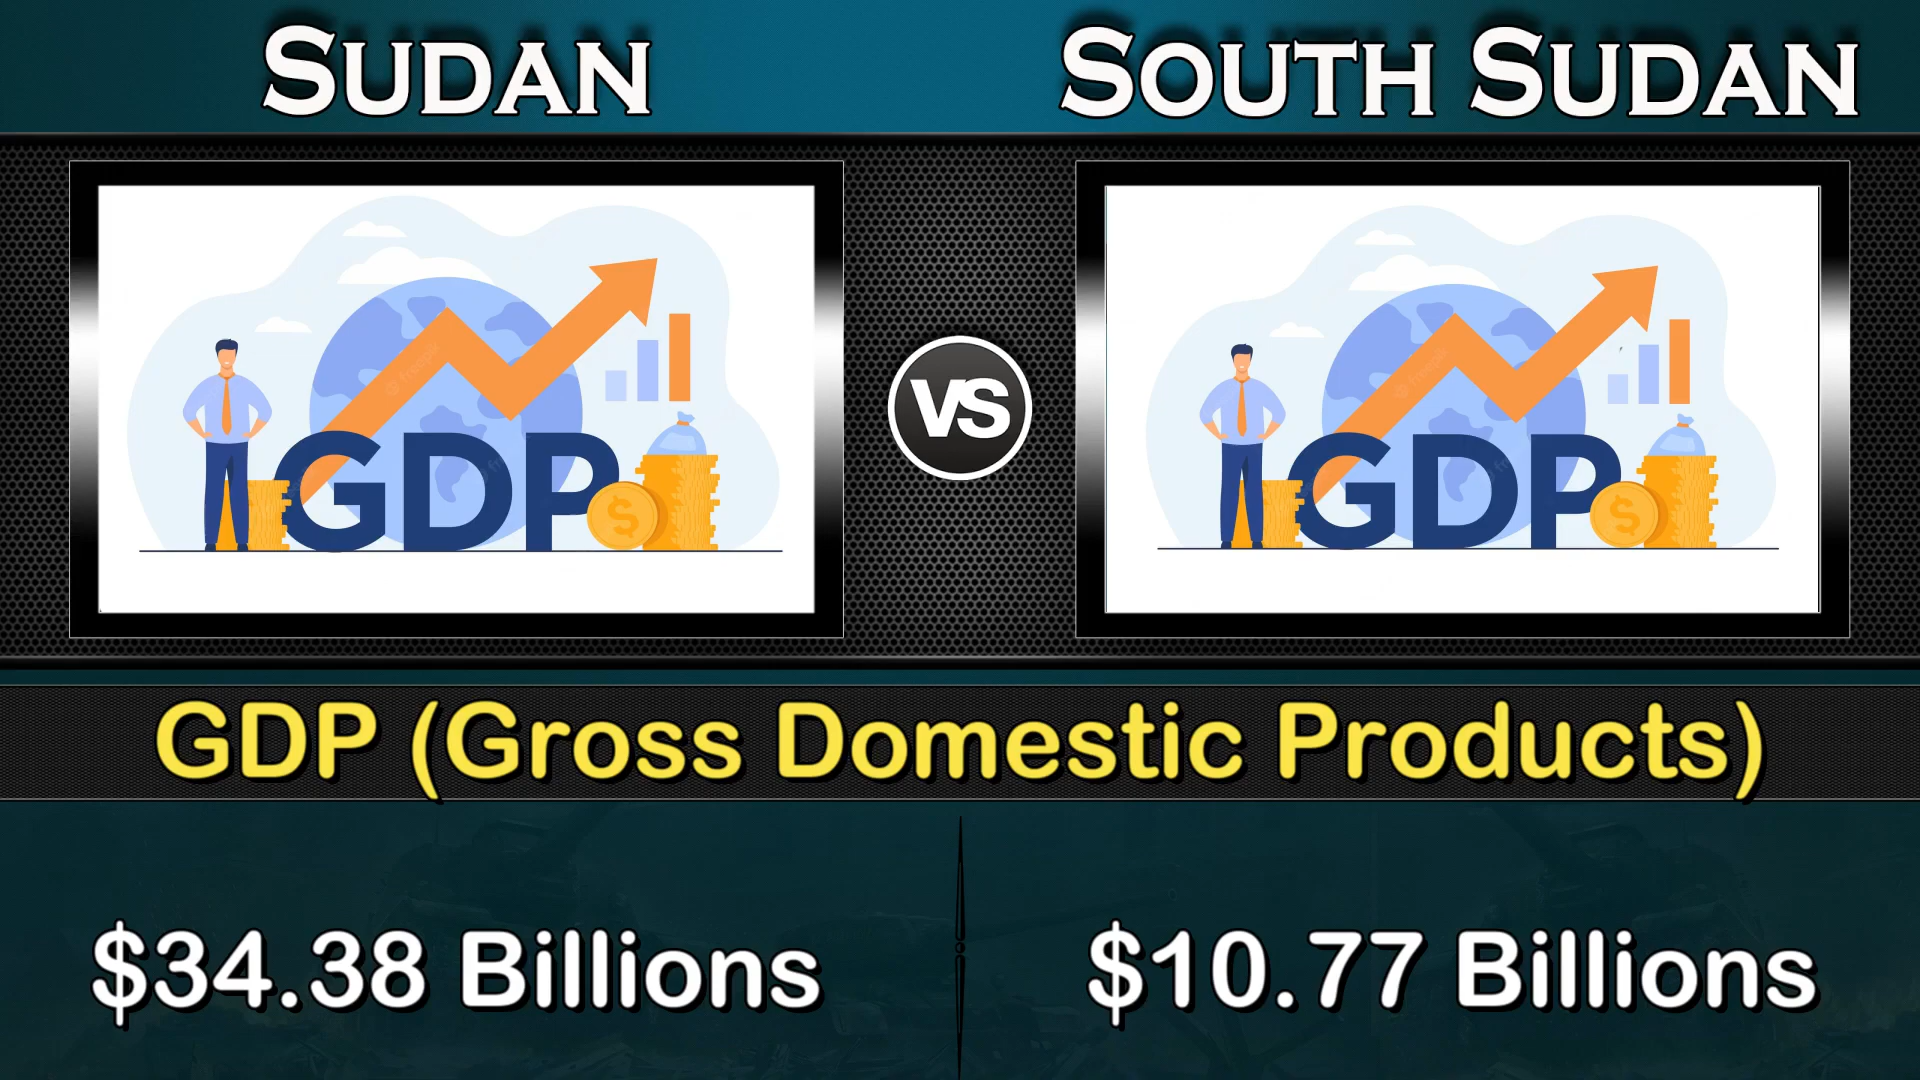 SUDAN
SOUTH SUDAN
GDP
VS
GDP
GDP (Gross Domestic Products)
$34.38 Billions
$10.77 Billions